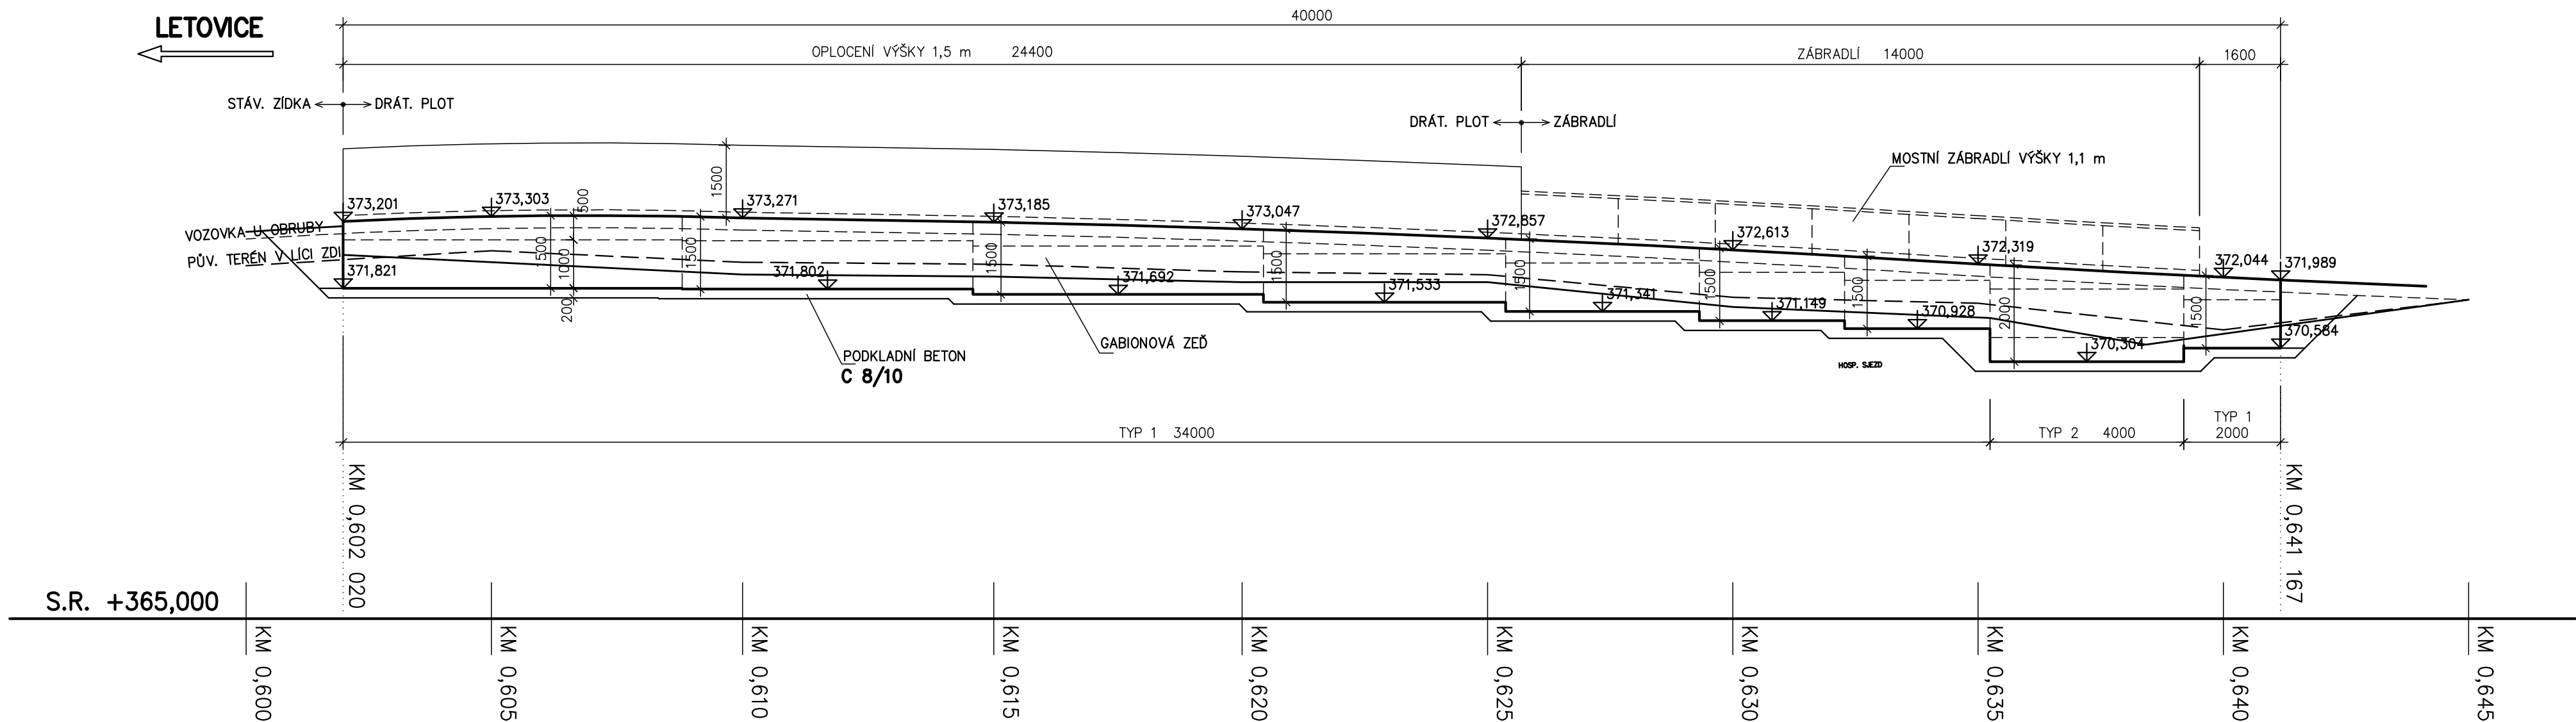 40000
LETOVICE
OPLOCENÍ VÝŠKY 1,5 m 24400
ZÁBRADLÍ 14000
1600
STÁV. ZÍDKA
DRÁT. PLOT
DRÁT. PLOT
ZÁBRADLÍ
MOSTNÍ ZÁBRADLÍ VÝŠKY 1,1 m
1500
500
373,201
373,303
373,271
373,185
373,047
372,857
372,613
372,319
372,044
371,989
VOZOVKA U OBRUBY
PŮV. TERÉN V LÍCI ZDI
1500
1000
200
1500
1500
1500
1500
1500
1500
2000
1500
371,821
371,802
371,692
371,533
371,341
371,149
370,928
370,304
370,584
PODKLADNÍ BETON
C 8/10
GABIONOVÁ ZEĎ
HOSP. SJEZD
TYP 1 34000
TYP 2 4000
TYP 1
2000
KM 0,602 020
KM 0,641 167
S.R. +365,000
KM 0,600
KM 0,605
KM 0,610
KM 0,615
KM 0,620
KM 0,625
KM 0,630
KM 0,635
KM 0,640
KM 0,645